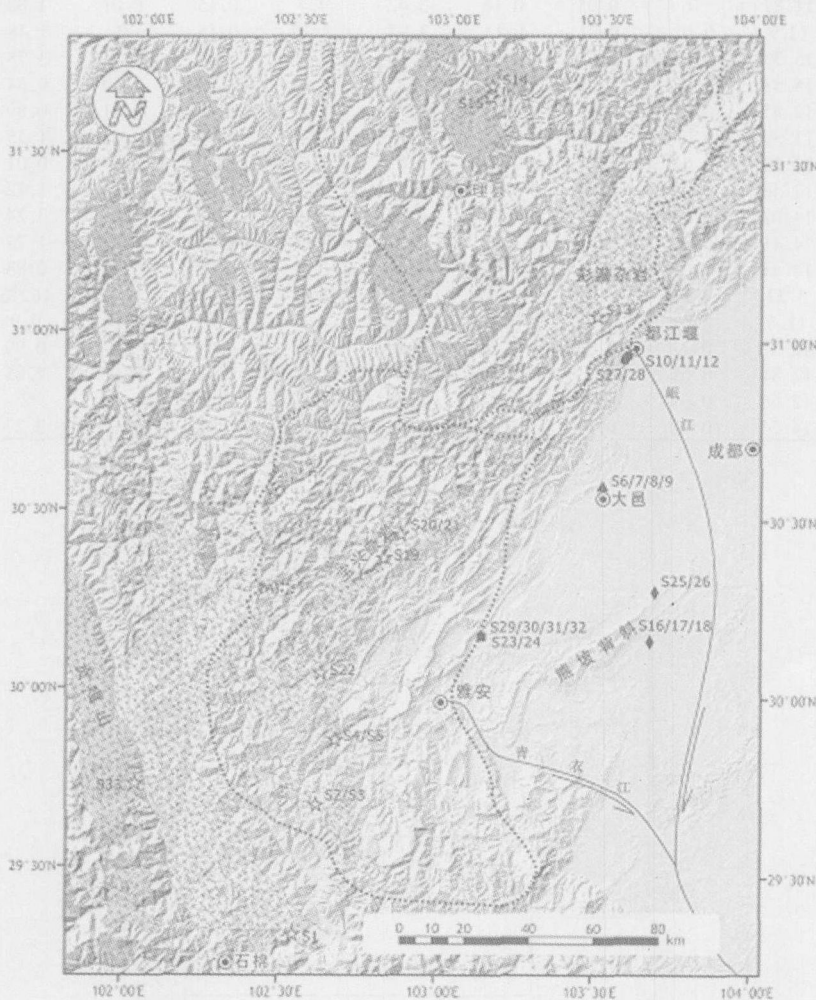 102°00′E 102°30′E 103°00′E 103°30′E 104°00′E
N
S14
S15
31°30′N 31°30′N
理县
彭灌杂岩
S13
31°00′N 31°00′N
都江堰
S10/11/12
S27/28
岷江
成都
S6/7/8/9
大邑
30°30′N 30°30′N
S20/21
S19
S25/26
S29/30/31/32
S23/24
S16/17/18
熊坡背斜
S22
30°00′N 30°00′N
雅安
贡嘎山
S4/S5
青衣江
S33
S2/S3
29°30′N 29°30′N
S1
石棉
0 10 20 40 60 80
km
102°00′E 102°30′E 103°00′E 103°30′E 104°00′E